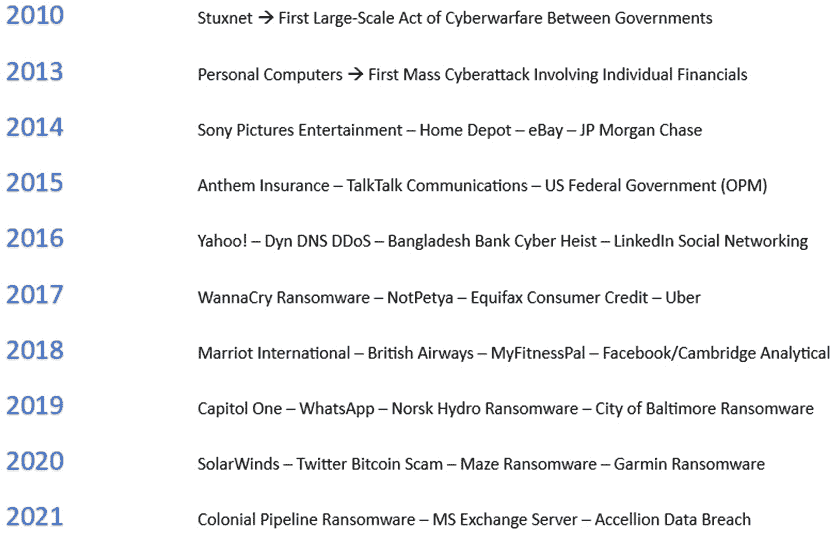 2010 Stuxnet → First Large-Scale Act of Cyberwarfare Between Governments
2013 Personal Computers → First Mass Cyberattack Involving Individual Financials
2014 Sony Pictures Entertainment – Home Depot – eBay – JP Morgan Chase
2015 Anthem Insurance – TalkTalk Communications – US Federal Government (OPM)
2016 Yahoo! – Dyn DNS DDoS – Bangladesh Bank Cyber Heist – LinkedIn Social Networking
2017 WannaCry Ransomware – NotPetya – Equifax Consumer Credit – Uber
2018 Marriot International – British Airways – MyFitnessPal – Facebook/Cambridge Analytical
2019 Capitol One – WhatsApp – Norsk Hydro Ransomware – City of Baltimore Ransomware
2020 SolarWinds – Twitter Bitcoin Scam – Maze Ransomware – Garmin Ransomware
2021 Colonial Pipeline Ransomware – MS Exchange Server – Accellion Data Breach